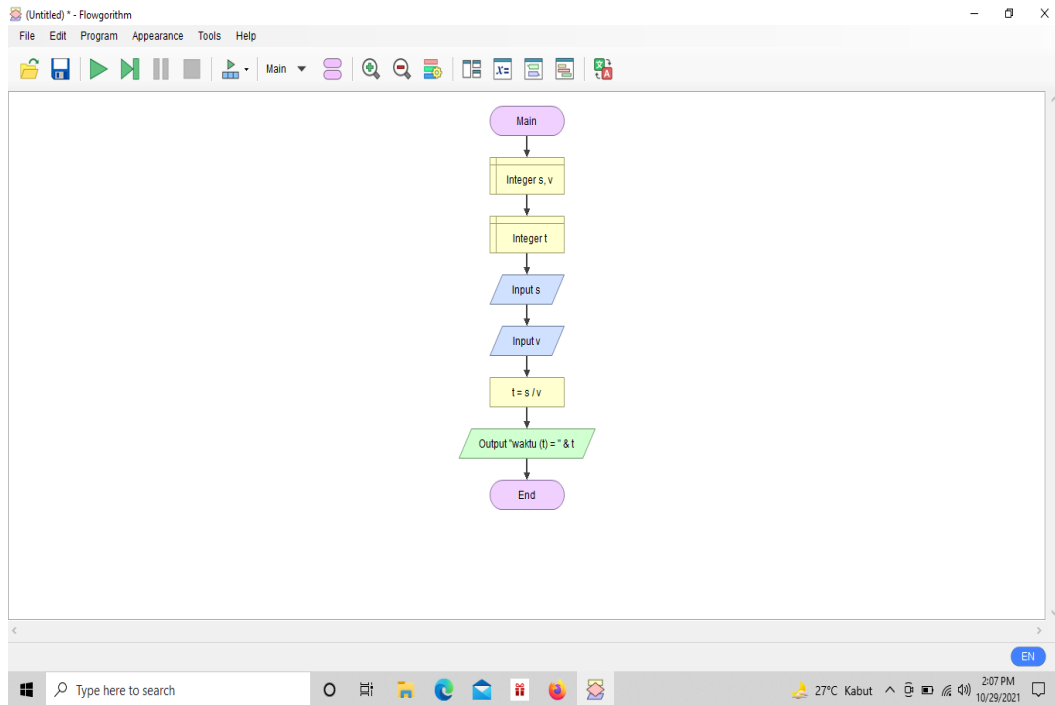 (Untitled) * - Flowgorithm
File Edit Program Appearance Tools Help
Main
X=
Main
Integer s, v
Integer t
Input s
Input v
t = s / v
Output "waktu (t) = " & t
End
EN
Type here to search
27°C Kabut
2:07 PM
10/29/2021